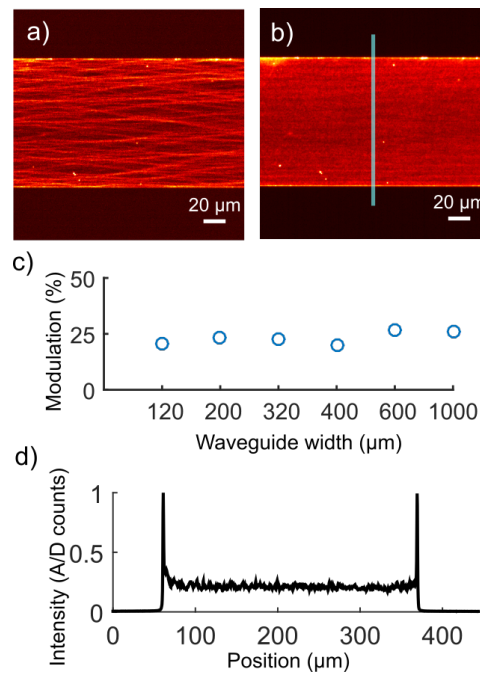 a)
b)
20 µm
20 µm
c)
50
25
0
Modulation (%)
120 200 320 400 600 1000
Waveguide width (µm)
d)
1
0.5
0
Intensity (A/D counts)
0 100 200 300 400
Position (µm)